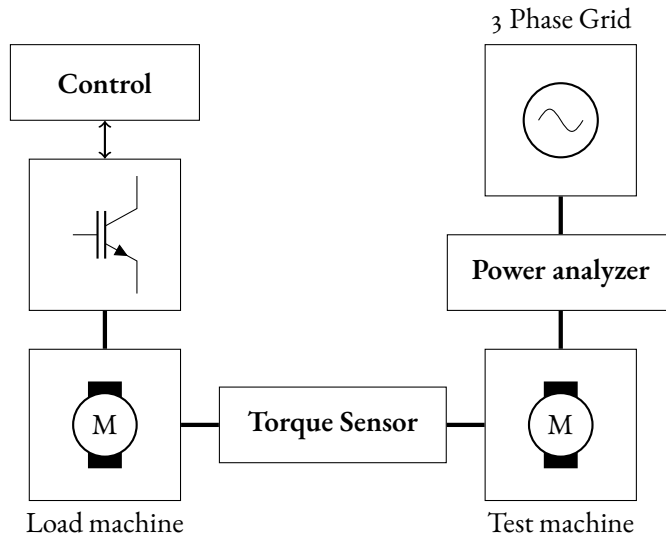 3 Phase Grid
Control
Power analyzer
M
Torque Sensor
M
Load machine
Test machine